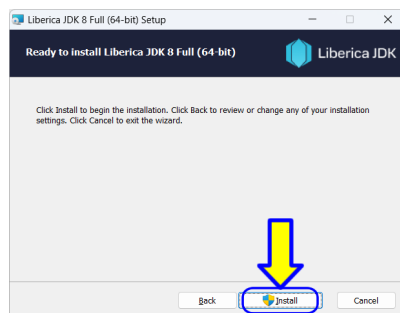 Liberica JDK 8 Full (64-bit) Setup
Ready to install Liberica JDK 8 Full (64-bit)
Liberica JDK
Click Install to begin the installation. Click Back to review or change any of your installation
settings. Click Cancel to exit the wizard.
Back
Install
Cancel